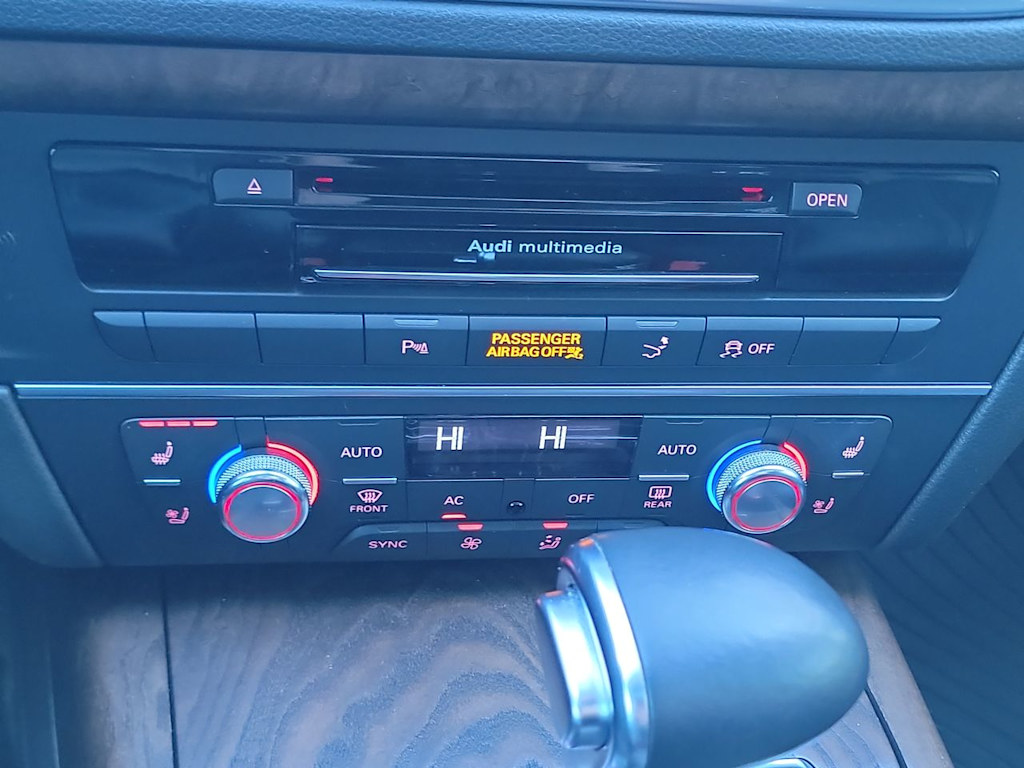 OPEN
Audi multimedia
P
PASSENGER
AIRBAG OFF
OFF
HI HI
AUTO
AUTO
FRONT
AC
OFF
REAR
SYNC